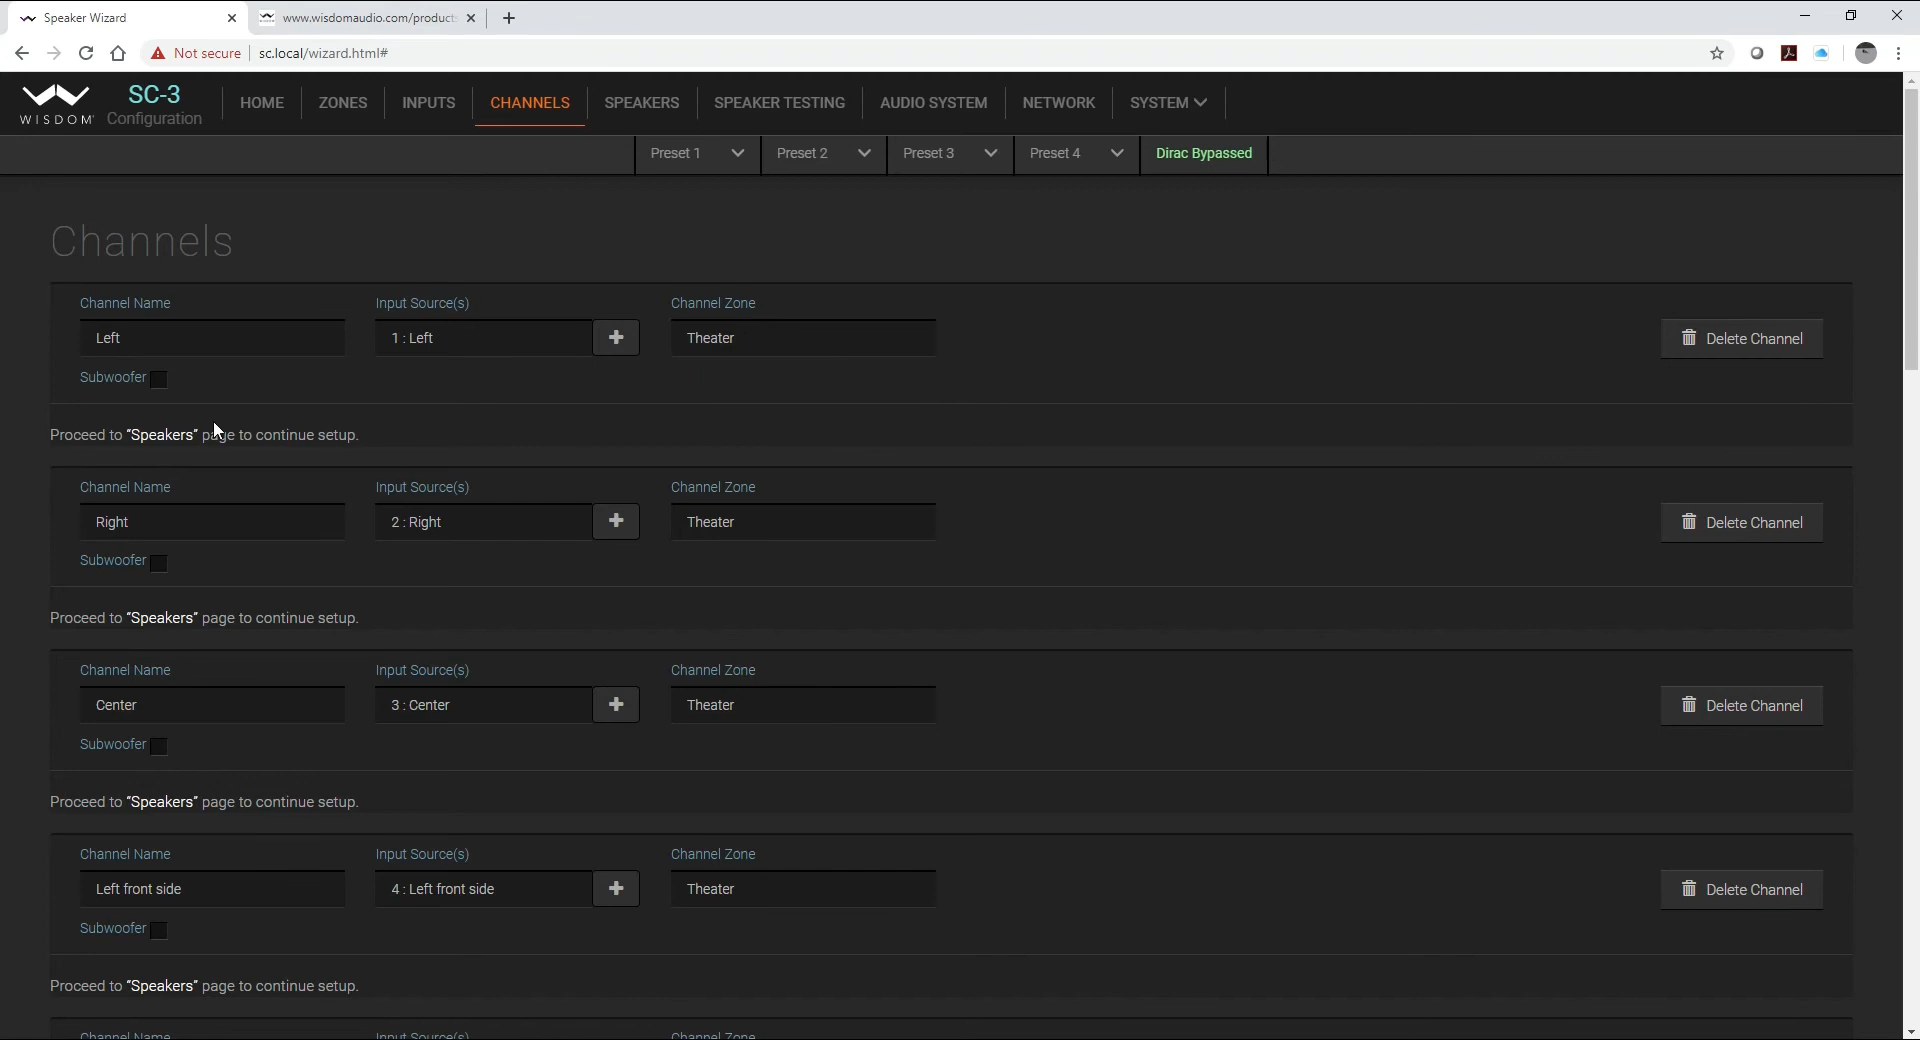 Speaker Wizard
www.wisdomaudio.com/product
Not secure
sc.local/wizard.html#
WISDOM
SC-3
Configuration
HOME
ZONES
INPUTS
CHANNELS
SPEAKERS
SPEAKER TESTING
AUDIO SYSTEM
NETWORK
SYSTEM
Preset 1
Preset 2
Preset 3
Preset 4
Dirac Bypassed
Channels
Channel Name
Input Source(s)
Channel Zone
Left
1 : Left
Theater
Delete Channel
Subwoofer
Proceed to "Speakers" page to continue setup.
Channel Name
Input Source(s)
Channel Zone
Right
2 : Right
Theater
Delete Channel
Subwoofer
Proceed to "Speakers" page to continue setup.
Channel Name
Input Source(s)
Channel Zone
Center
3 : Center
Theater
Delete Channel
Subwoofer
Proceed to "Speakers" page to continue setup.
Channel Name
Input Source(s)
Channel Zone
Left front side
4 : Left front side
Theater
Delete Channel
Subwoofer
Proceed to "Speakers" page to continue setup.
Channel Name
Input Source(s)
Channel Zone